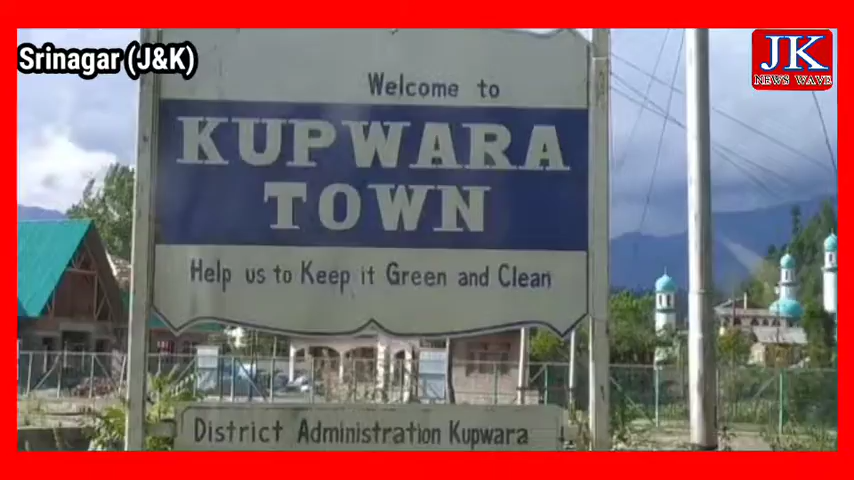 Srinagar (J&K)
JK
NEWS WAVE
Welcome to
KUPWARA
TOWN
Help us to Keep it Green and Clean
District Administration Kupwara